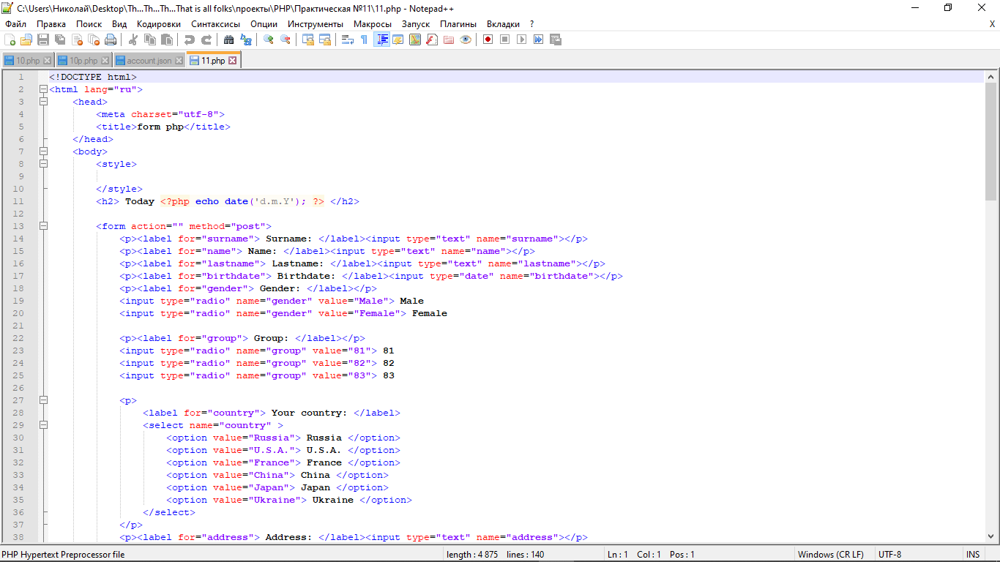 C:\Users\Николай\Desktop\Th...Th...Th...That is all folks\проекты\PHP\Практическая №11\11.php - Notepad++
Файл Правка Поиск Вид Кодировки Синтаксисы Опции Инструменты Макросы Запуск Плагины Вкладки ? X
10.php 10p.php account.json 11.php
1 <!DOCTYPE html>
2 <html lang="ru">
3 <head>
4 <meta charset="utf-8">
5 <title>form php</title>
6 </head>
7 <body>
8 <style>
9
10 </style>
11 <h2> Today <?php echo date('d.m.Y'); ?> </h2>
12
13 <form action="" method="post">
14 <p><label for="surname"> Surname: </label><input type="text" name="surname"></p>
15 <p><label for="name"> Name: </label><input type="text" name="name"></p>
16 <p><label for="lastname"> Lastname: </label><input type="text" name="lastname"></p>
17 <p><label for="birthdate"> Birthdate: </label><input type="date" name="birthdate"></p>
18 <p><label for="gender"> Gender: </label></p>
19 <input type="radio" name="gender" value="Male"> Male
20 <input type="radio" name="gender" value="Female"> Female
21
22 <p><label for="group"> Group: </label></p>
23 <input type="radio" name="group" value="81"> 81
24 <input type="radio" name="group" value="82"> 82
25 <input type="radio" name="group" value="83"> 83
26
27 <p>
28 <label for="country"> Your country: </label>
29 <select name="country" >
30 <option value="Russia"> Russia </option>
31 <option value="U.S.A."> U.S.A. </option>
32 <option value="France"> France </option>
33 <option value="China"> China </option>
34 <option value="Japan"> Japan </option>
35 <option value="Ukraine"> Ukraine </option>
36 </select>
37 </p>
38 <p><label for="address"> Address: </label><input type="text" name="address"></p>
PHP Hypertext Preprocessor file length : 4 875 lines : 140 Ln : 1 Col : 1 Pos : 1 Windows (CR LF) UTF-8 INS